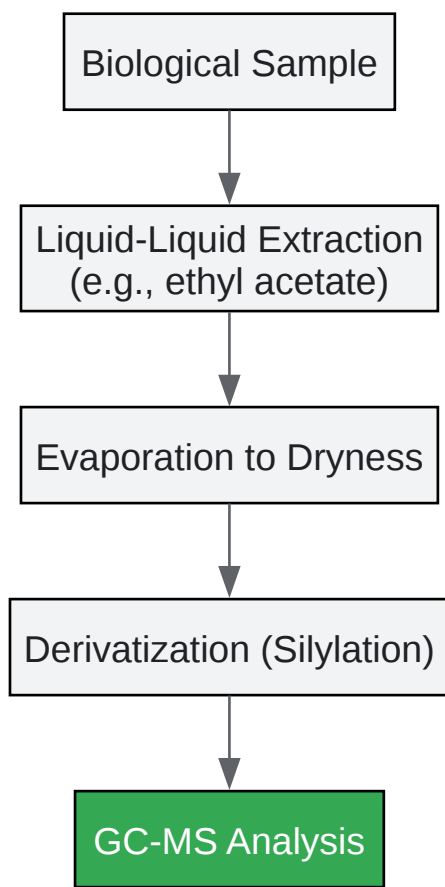 Biological Sample
Liquid-Liquid Extraction
(e.g., ethyl acetate)
Evaporation to Dryness
Derivatization (Silylation)
GC-MS Analysis